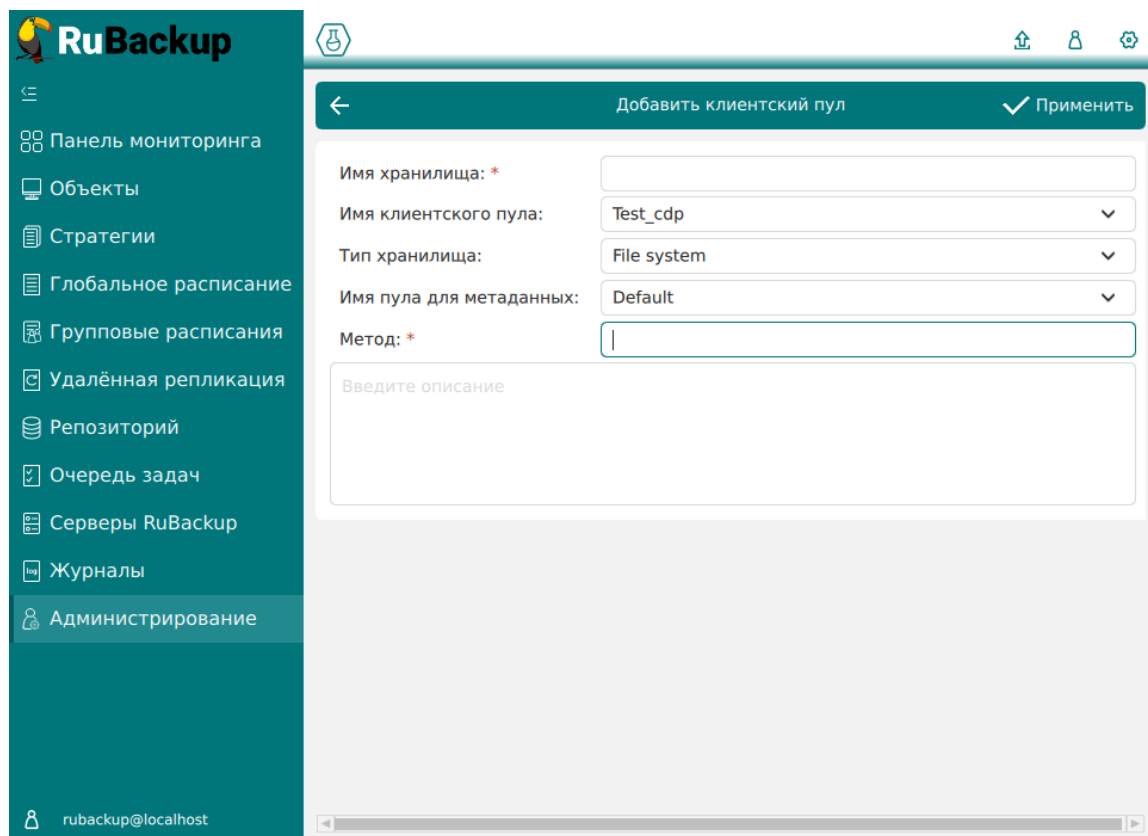 RuBackup
Панель мониторинга
Объекты
Стратегии
Глобальное расписание
Групповые расписания
Удалённая репликация
Репозиторий
Очередь задач
Серверы RuBackup
log Журналы
Администрирование
rubackup@localhost
Добавить клиентский пул
Применить
Имя хранилища: *
Имя клиентского пула: Test_cdp
Тип хранилища: File system
Имя пула для метаданных: Default
Метод: *
Введите описание